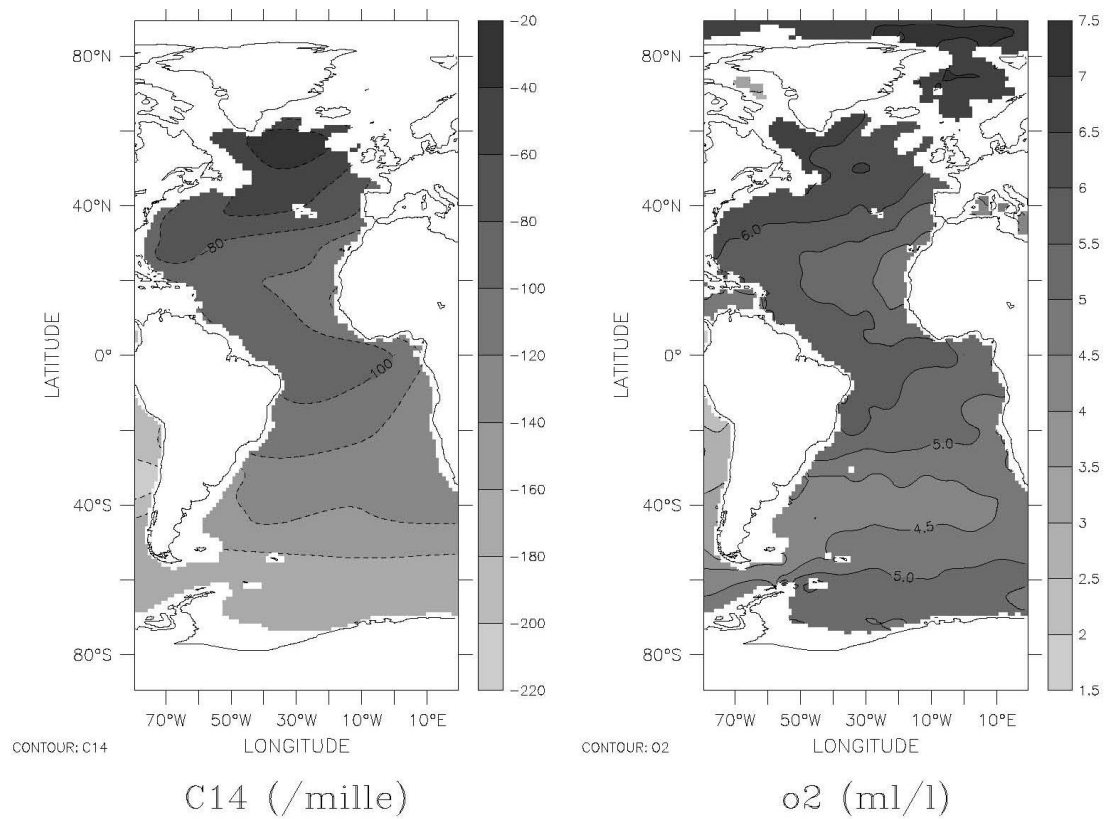 -20
-40
-60
-80
-100
-120
-140
-160
-180
-200
-220
80°N
40°N
0°
40°S
80°S
LATITUDE
-80
-100
70°W 50°W 30°W 10°W 10°E
LONGITUDE
CONTOUR: C14
C14 (/mille)
7.5
7
6.5
6
5.5
5
4.5
4
3.5
3
2.5
2
1.5
80°N
40°N
0°
40°S
80°S
LATITUDE
6.0
5.0
4.5
5.0
70°W 50°W 30°W 10°W 10°E
LONGITUDE
CONTOUR: O2
o2 (ml/l)